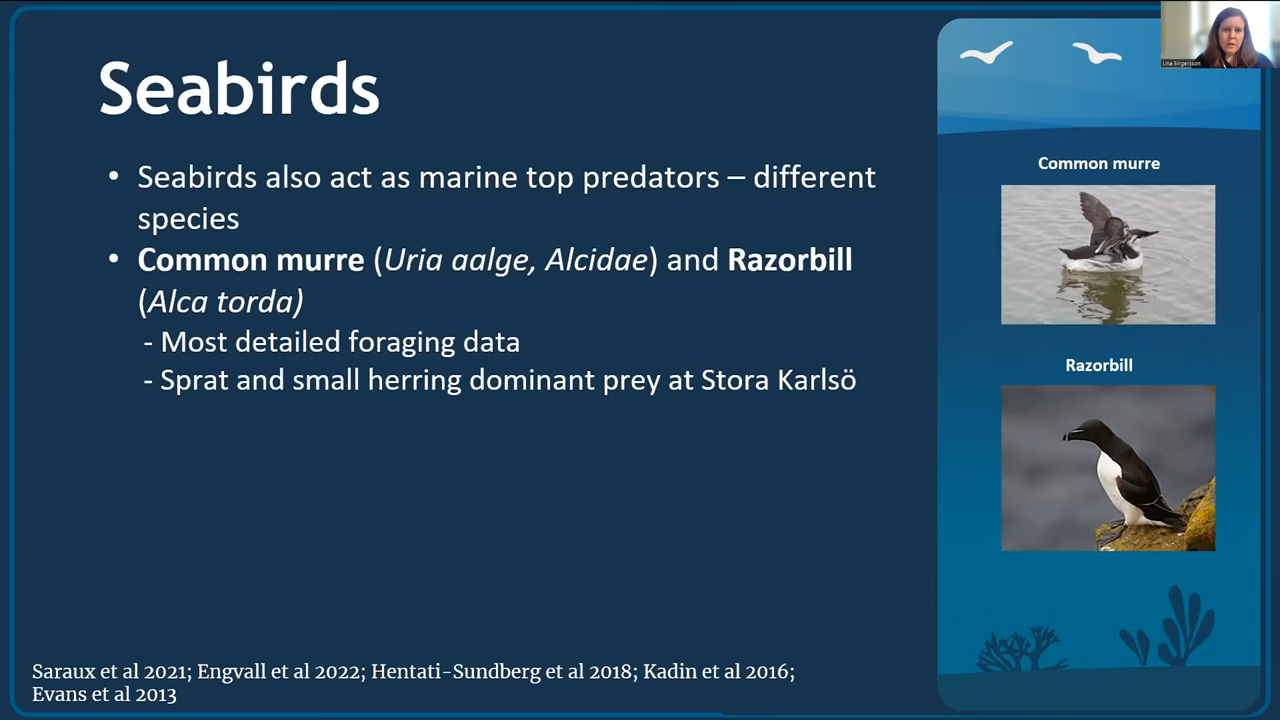 Seabirds
• Seabirds also act as marine top predators – different
species
• Common murre (Uria aalge, Alcidae) and Razorbill
(Alca torda)
- Most detailed foraging data
- Sprat and small herring dominant prey at Stora Karlsö
Saraux et al 2021; Engvall et al 2022; Hentati-Sundberg et al 2018; Kadin et al 2016;
Evans et al 2013
Lina Birgersson
Common murre
Razorbill